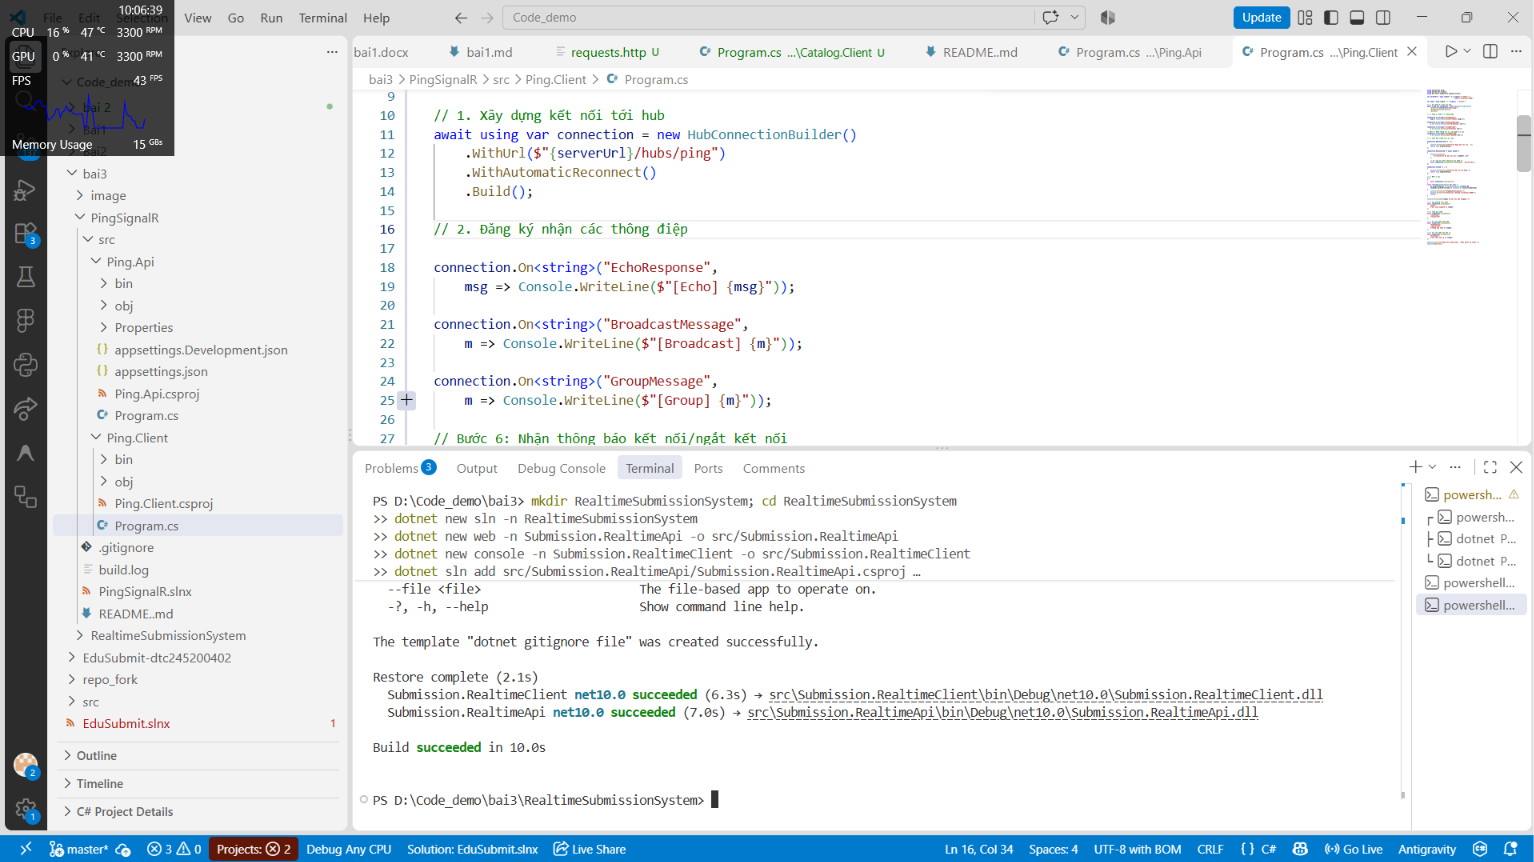 10:06:39
CPU 16 % 47 °C 3300 RPM
GPU 0 % 41 °C 3300 RPM
FPS 43 FPS
Memory Usage 15 GBs
File Edit Selection View Go Run Terminal Help
Code_demo
Update
bai1.docx
bai1.md
requests.http U
Program.cs ...\Catalog.Client U
README..md
Program.cs ...\Ping.Api
Program.cs ...\Ping.Client
bai3 > PingSignalR > src > Ping.Client > Program.cs
Code_demo
bai 2
bai1
bai2
bai3
image
PingSignalR
src
Ping.Api
bin
obj
Properties
appsettings.Development.json
appsettings.json
Ping.Api.csproj
Program.cs
Ping.Client
bin
obj
Ping.Client.csproj
Program.cs
.gitignore
build.log
PingSignalR.slnx
README..md
RealtimeSubmissionSystem
EduSubmit-dtc245200402
repo_fork
src
EduSubmit.slnx 1
Outline
Timeline
C# Project Details
3
2
1
9
10 // 1. Xây dựng kết nối tới hub
11 await using var connection = new HubConnectionBuilder()
12 .WithUrl($"{serverUrl}/hubs/ping")
13 .WithAutomaticReconnect()
14 .Build();
15
16 // 2. Đăng ký nhận các thông điệp
17
18 connection.On<string>("EchoResponse",
19 msg => Console.WriteLine($"[Echo] {msg}"));
20
21 connection.On<string>("BroadcastMessage",
22 m => Console.WriteLine($"[Broadcast] {m}"));
23
24 connection.On<string>("GroupMessage",
25 m => Console.WriteLine($"[Group] {m}"));
26
27 // Bước 6: Nhận thông báo kết nối/ngắt kết nối
Problems 3 Output Debug Console Terminal Ports Comments
PS D:\Code_demo\bai3> mkdir RealtimeSubmissionSystem; cd RealtimeSubmissionSystem
>> dotnet new sln -n RealtimeSubmissionSystem
>> dotnet new web -n Submission.RealtimeApi -o src/Submission.RealtimeApi
>> dotnet new console -n Submission.RealtimeClient -o src/Submission.RealtimeClient
>> dotnet sln add src/Submission.RealtimeApi/Submission.RealtimeApi.csproj …
--file <file> The file-based app to operate on.
-?, -h, --help Show command line help.
The template "dotnet gitignore file" was created successfully.
Restore complete (2.1s)
Submission.RealtimeClient net10.0 succeeded (6.3s) → src\Submission.RealtimeClient\bin\Debug\net10.0\Submission.RealtimeClient.dll
Submission.RealtimeApi net10.0 succeeded (7.0s) → src\Submission.RealtimeApi\bin\Debug\net10.0\Submission.RealtimeApi.dll
Build succeeded in 10.0s
PS D:\Code_demo\bai3\RealtimeSubmissionSystem>
powersh...
powersh...
dotnet P...
dotnet P...
powershell...
powershell...
master* 3 0 Projects: 2 Debug Any CPU Solution: EduSubmit.slnx Live Share Ln 16, Col 34 Spaces: 4 UTF-8 with BOM CRLF {} C# Go Live Antigravity